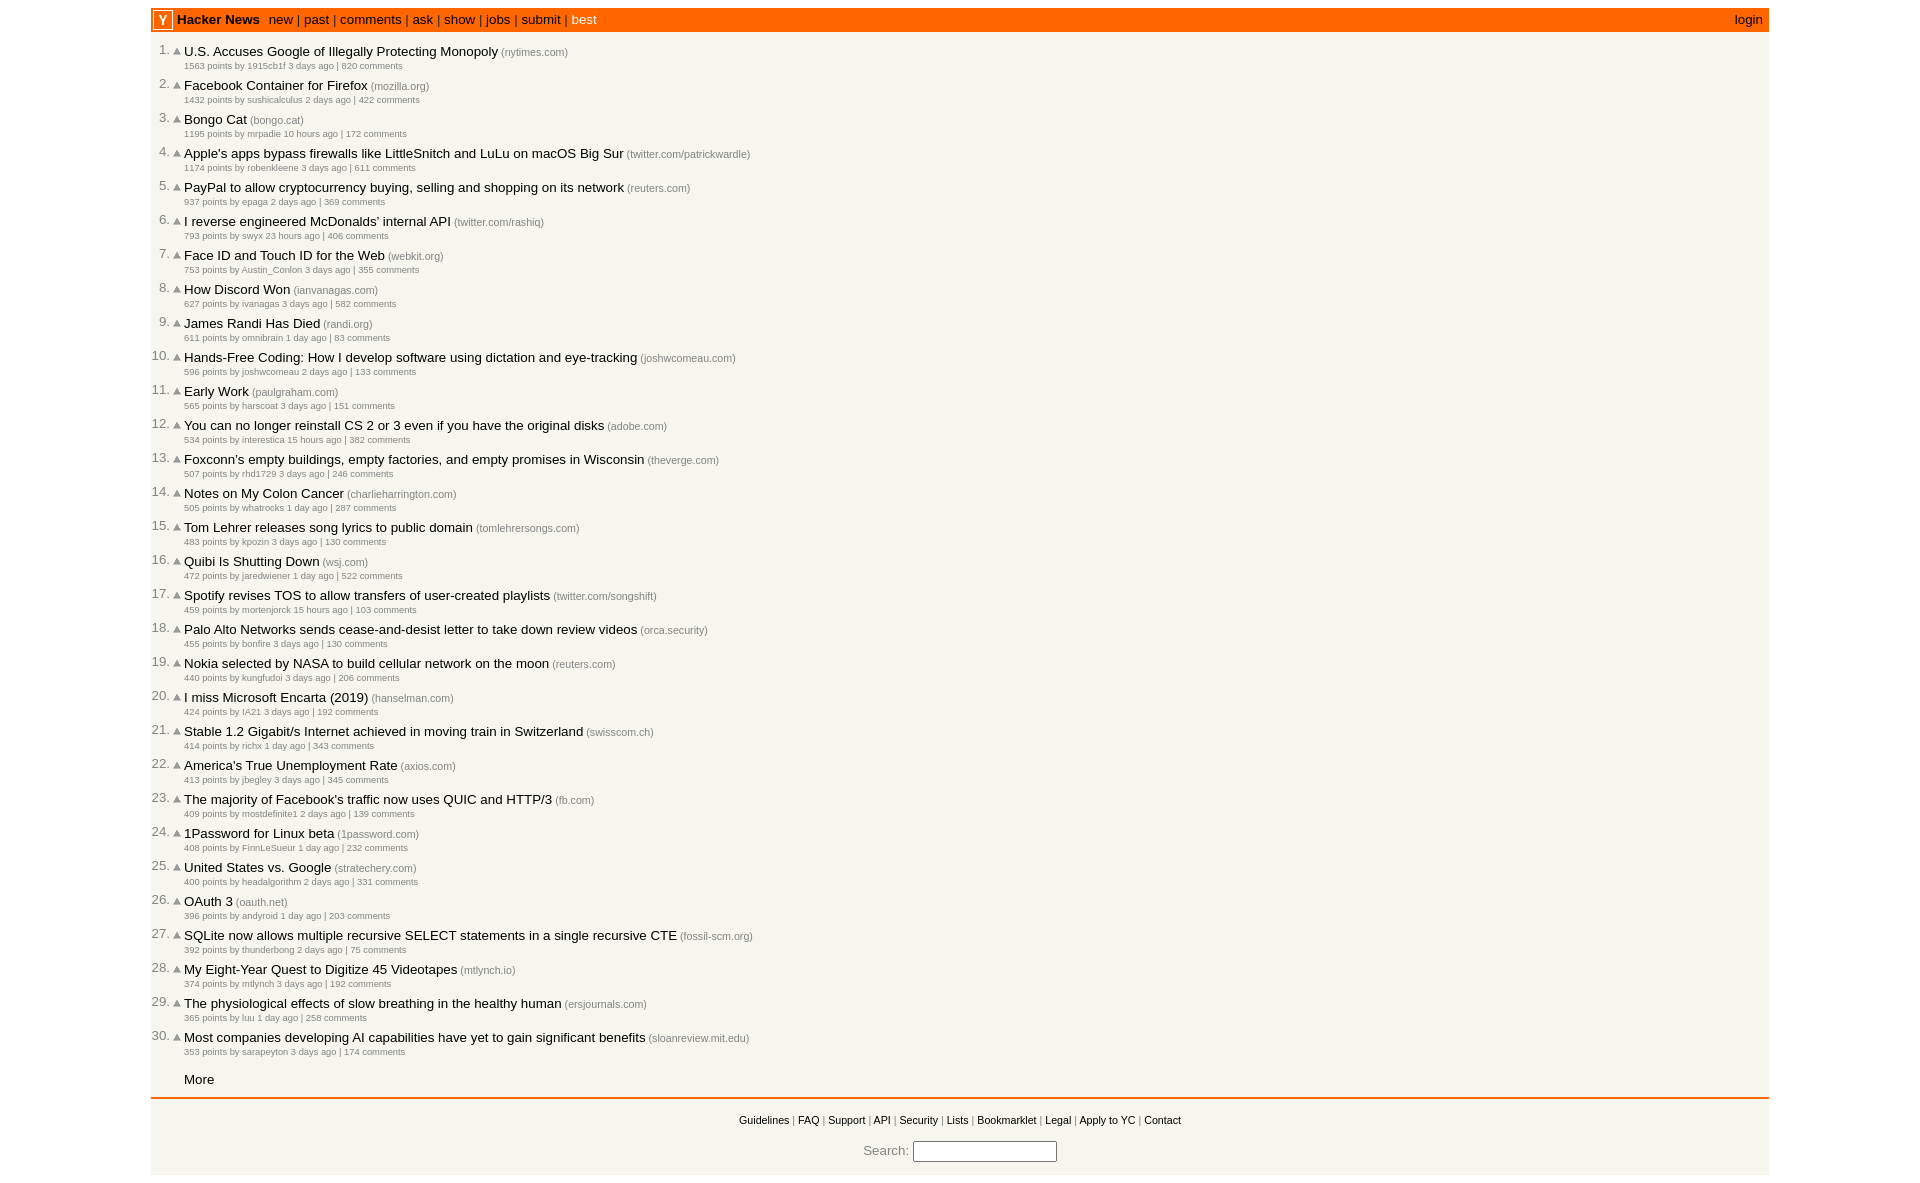 Y Hacker News new | past | comments | ask | show | jobs | submit | best login
1. U.S. Accuses Google of Illegally Protecting Monopoly (nytimes.com)
1563 points by 1915cb1f 3 days ago | 820 comments
2. Facebook Container for Firefox (mozilla.org)
1432 points by sushicalculus 2 days ago | 422 comments
3. Bongo Cat (bongo.cat)
1195 points by mrpadie 10 hours ago | 172 comments
4. Apple's apps bypass firewalls like LittleSnitch and LuLu on macOS Big Sur (twitter.com/patrickwardle)
1174 points by robenkleene 3 days ago | 611 comments
5. PayPal to allow cryptocurrency buying, selling and shopping on its network (reuters.com)
937 points by epaga 2 days ago | 369 comments
6. I reverse engineered McDonalds' internal API (twitter.com/rashiq)
793 points by swyx 23 hours ago | 406 comments
7. Face ID and Touch ID for the Web (webkit.org)
753 points by Austin_Conlon 3 days ago | 355 comments
8. How Discord Won (ianvanagas.com)
627 points by ivanagas 3 days ago | 582 comments
9. James Randi Has Died (randi.org)
611 points by omnibrain 1 day ago | 83 comments
10. Hands-Free Coding: How I develop software using dictation and eye-tracking (joshwcomeau.com)
596 points by joshwcomeau 2 days ago | 133 comments
11. Early Work (paulgraham.com)
565 points by harscoat 3 days ago | 151 comments
12. You can no longer reinstall CS 2 or 3 even if you have the original disks (adobe.com)
534 points by interestica 15 hours ago | 382 comments
13. Foxconn's empty buildings, empty factories, and empty promises in Wisconsin (theverge.com)
507 points by rhd1729 3 days ago | 246 comments
14. Notes on My Colon Cancer (charlieharrington.com)
505 points by whatrocks 1 day ago | 287 comments
15. Tom Lehrer releases song lyrics to public domain (tomlehrersongs.com)
483 points by kpozin 3 days ago | 130 comments
16. Quibi Is Shutting Down (wsj.com)
472 points by jaredwiener 1 day ago | 522 comments
17. Spotify revises TOS to allow transfers of user-created playlists (twitter.com/songshift)
459 points by mortenjorck 15 hours ago | 103 comments
18. Palo Alto Networks sends cease-and-desist letter to take down review videos (orca.security)
455 points by bonfire 3 days ago | 130 comments
19. Nokia selected by NASA to build cellular network on the moon (reuters.com)
440 points by kungfudoi 3 days ago | 206 comments
20. I miss Microsoft Encarta (2019) (hanselman.com)
424 points by IA21 3 days ago | 192 comments
21. Stable 1.2 Gigabit/s Internet achieved in moving train in Switzerland (swisscom.ch)
414 points by richx 1 day ago | 343 comments
22. America's True Unemployment Rate (axios.com)
413 points by jbegley 3 days ago | 345 comments
23. The majority of Facebook's traffic now uses QUIC and HTTP/3 (fb.com)
409 points by mostdefinite1 2 days ago | 139 comments
24. 1Password for Linux beta (1password.com)
408 points by FinnLeSueur 1 day ago | 232 comments
25. United States vs. Google (stratechery.com)
400 points by headalgorithm 2 days ago | 331 comments
26. OAuth 3 (oauth.net)
396 points by andyroid 1 day ago | 203 comments
27. SQLite now allows multiple recursive SELECT statements in a single recursive CTE (fossil-scm.org)
392 points by thunderbong 2 days ago | 75 comments
28. My Eight-Year Quest to Digitize 45 Videotapes (mtlynch.io)
374 points by mtlynch 3 days ago | 192 comments
29. The physiological effects of slow breathing in the healthy human (ersjournals.com)
365 points by luu 1 day ago | 258 comments
30. Most companies developing AI capabilities have yet to gain significant benefits (sloanreview.mit.edu)
353 points by sarapeyton 3 days ago | 174 comments
More
Guidelines | FAQ | Support | API | Security | Lists | Bookmarklet | Legal | Apply to YC | Contact
Search: